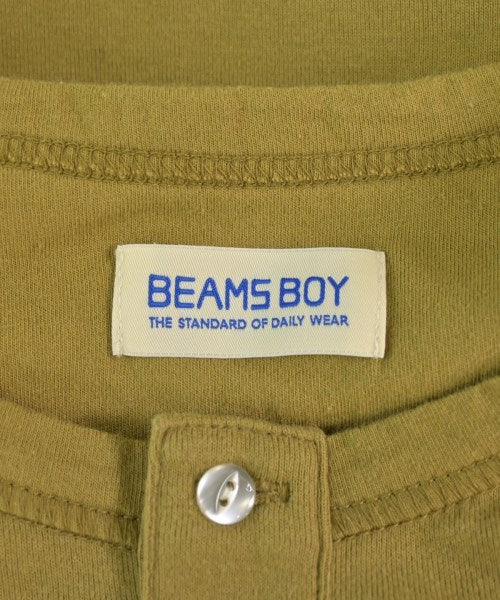 BEAMS BOY
THE STANDARD OF DAILY WEAR